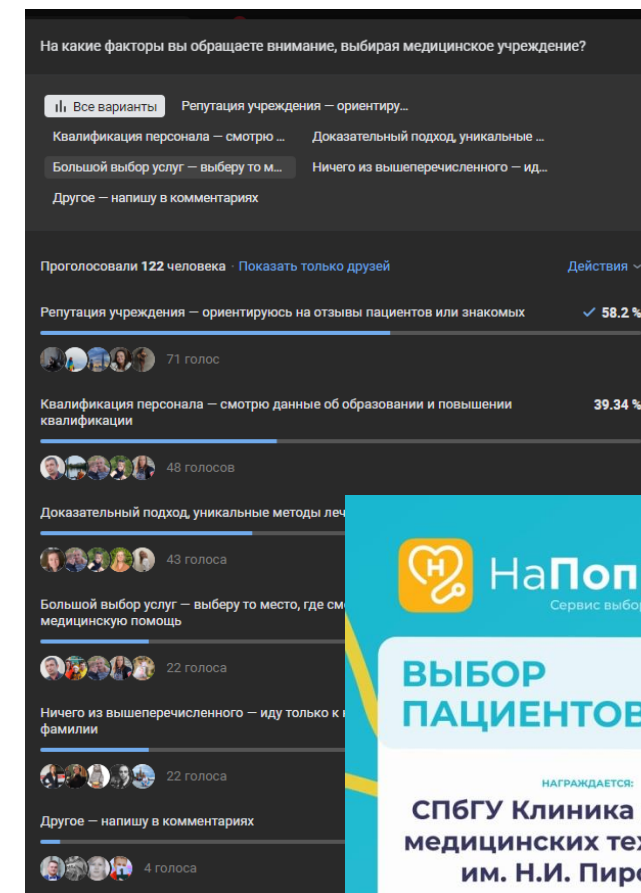 На какие факторы вы обращаете внимание, выбирая медицинское учреждение?
Все варианты Репутация учреждения — ориентиру...
Квалификация персонала — смотрю ... Доказательный подход, уникальные ...
Большой выбор услуг — выберу то м... Ничего из вышеперечисленного — ид...
Другое — напишу в комментариях
Проголосовали 122 человека · Показать только друзей Действия
Репутация учреждения — ориентируюсь на отзывы пациентов или знакомых 58.2 %
71 голос
Квалификация персонала — смотрю данные об образовании и повышении 39.34 %
квалификации
48 голосов
Доказательный подход, уникальные методы леч
43 голоса
Большой выбор услуг — выберу то место, где см
медицинскую помощь
22 голоса
Ничего из вышеперечисленного — иду только к
фамилии
22 голоса
Другое — напишу в комментариях
4 голоса
НаПоп
Сервис выбо
ВЫБОР
ПАЦИЕНТОВ
НАГРАЖДАЕТСЯ:
СПбГУ Клиника
медицинских тех
им. Н.И. Пиро